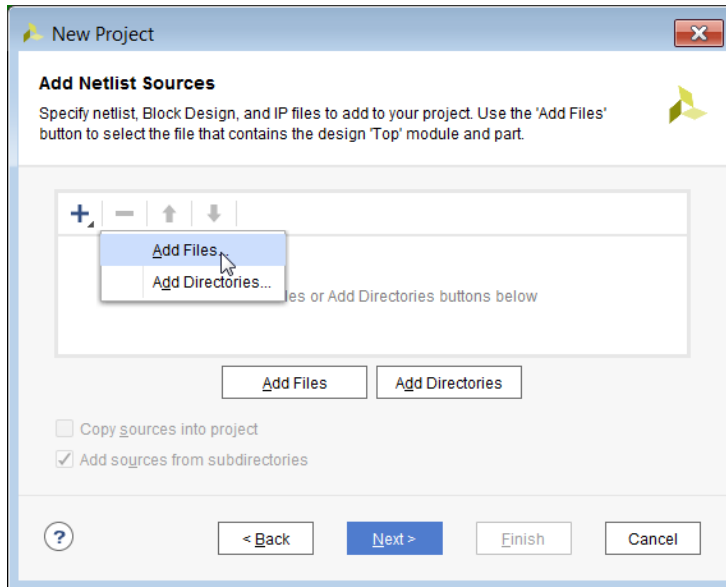 New Project
Add Netlist Sources
Specify netlist, Block Design, and IP files to add to your project. Use the 'Add Files'
button to select the file that contains the design 'Top' module and part.
Add Files...
Add Directories...
or Add Directories buttons below
Add Files
Add Directories
Copy sources into project
Add sources from subdirectories
?
< Back
Next >
Finish
Cancel